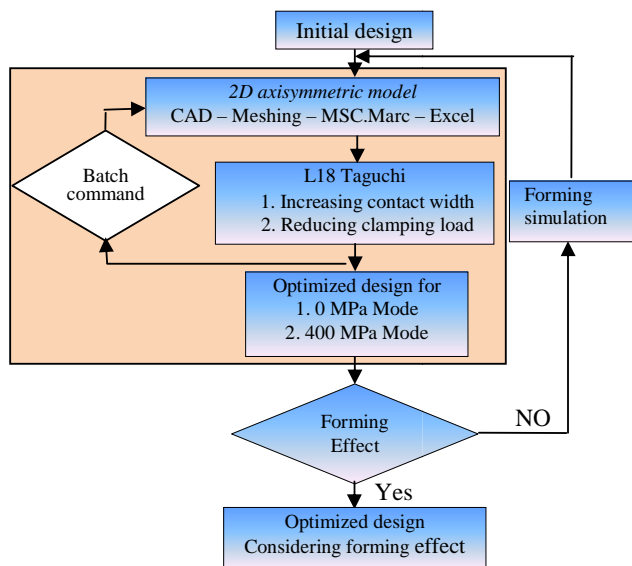 Initial design
2D axisymmetric model
CAD – Meshing – MSC.Marc – Excel
Batch
command
L18 Taguchi
1. Increasing contact width
2. Reducing clamping load
Forming
simulation
Optimized design for
1. 0 MPa Mode
2. 400 MPa Mode
Forming
Effect
NO
Yes
Optimized design
Considering forming effect